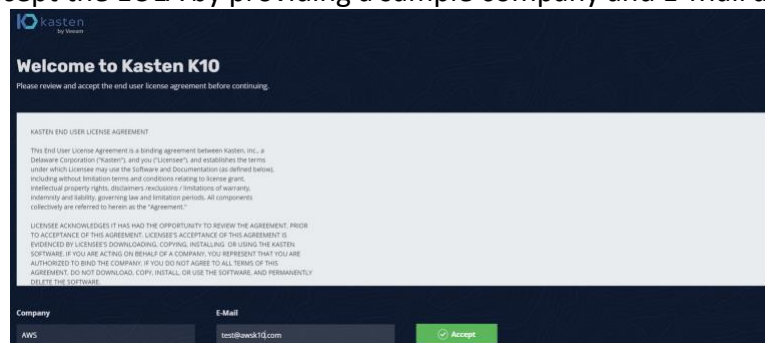 cept the EULA by providing a sample company and E-Mail a
kasten
by Veeam
Welcome to Kasten K10
Please review and accept the end user license agreement before continuing.
KASTEN END USER LICENSE AGREEMENT
This End User License Agreement is a binding agreement between Kasten, Inc., a
Delaware Corporation ("Kasten"), and you ("Licensee"), and establishes the terms
under which Licensee may use the Software and Documentation (as defined below),
including without limitation terms and conditions relating to license grant,
intellectual property rights, disclaimers /exclusions / limitations of warranty,
indemnity and liability, governing law and limitation periods. All components
collectively are referred to herein as the "Agreement."
LICENSEE ACKNOWLEDGES IT HAS HAD THE OPPORTUNITY TO REVIEW THE AGREEMENT, PRIOR
TO ACCEPTANCE OF THIS AGREEMENT. LICENSEE'S ACCEPTANCE OF THIS AGREEMENT IS
EVIDENCED BY LICENSEE'S DOWNLOADING, COPYING, INSTALLING OR USING THE KASTEN
SOFTWARE. IF YOU ARE ACTING ON BEHALF OF A COMPANY, YOU REPRESENT THAT YOU ARE
AUTHORIZED TO BIND THE COMPANY. IF YOU DO NOT AGREE TO ALL TERMS OF THIS
AGREEMENT, DO NOT DOWNLOAD, COPY, INSTALL, OR USE THE SOFTWARE, AND PERMANENTLY
DELETE THE SOFTWARE.
Company E-Mail
AWS test@awsk10.com Accept